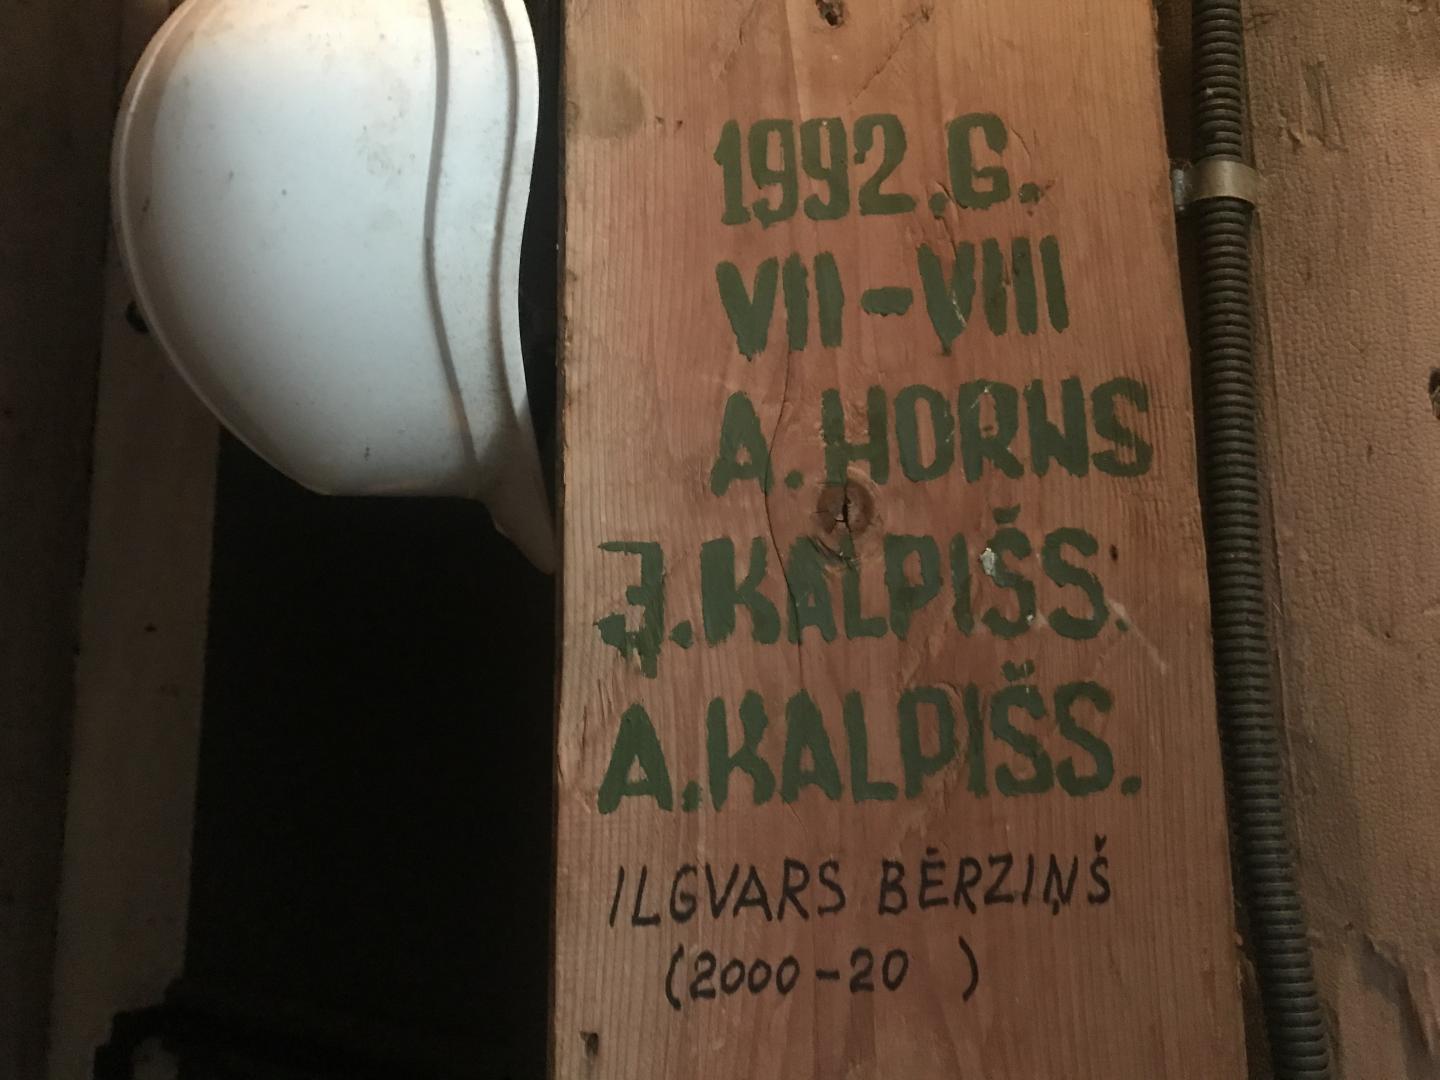 1992.G.
VII-VIII
A. HORNS
J. KALPIŠS.
A. KALPIŠS.
ILGVARS BĒRZIŅŠ
(2000-20 )